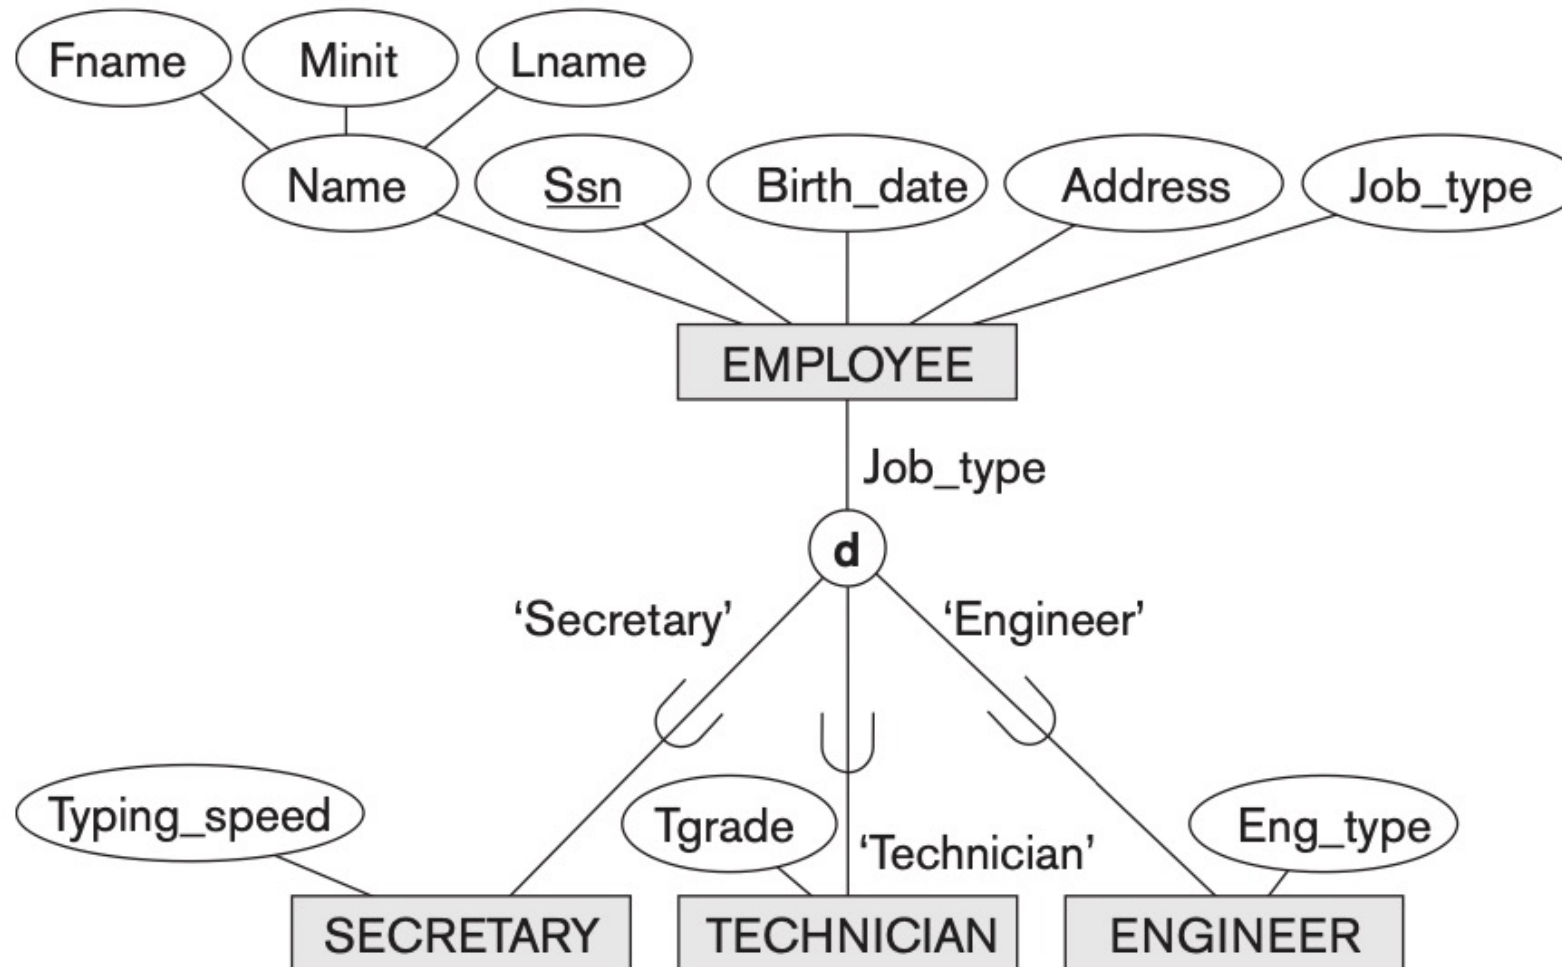 Fname Minit Lname
Name Ssn Birth_date Address Job_type
EMPLOYEE
Job_type
d
‘Secretary’ ‘Engineer’
Typing_speed Tgrade ‘Technician’ Eng_type
SECRETARY TECHNICIAN ENGINEER